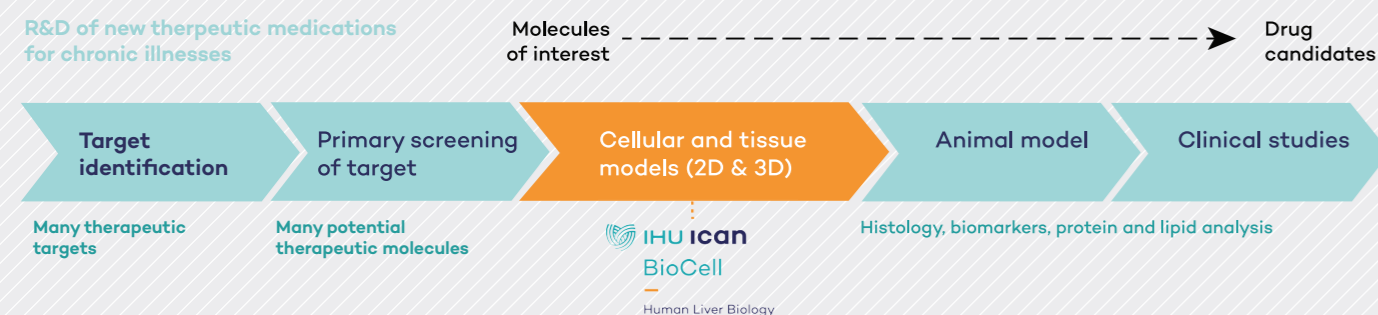 R&D of new therpeutic medications
for chronic illnesses
Molecules
of interest
Drug
candidates
Target
identification
Primary screening
of target
Cellular and tissue
models (2D & 3D)
Animal model
Clinical studies
Many therapeutic
targets
Many potential
therapeutic molecules
IHU ican
BioCell
Human Liver Biology
Histology, biomarkers, protein and lipid analysis